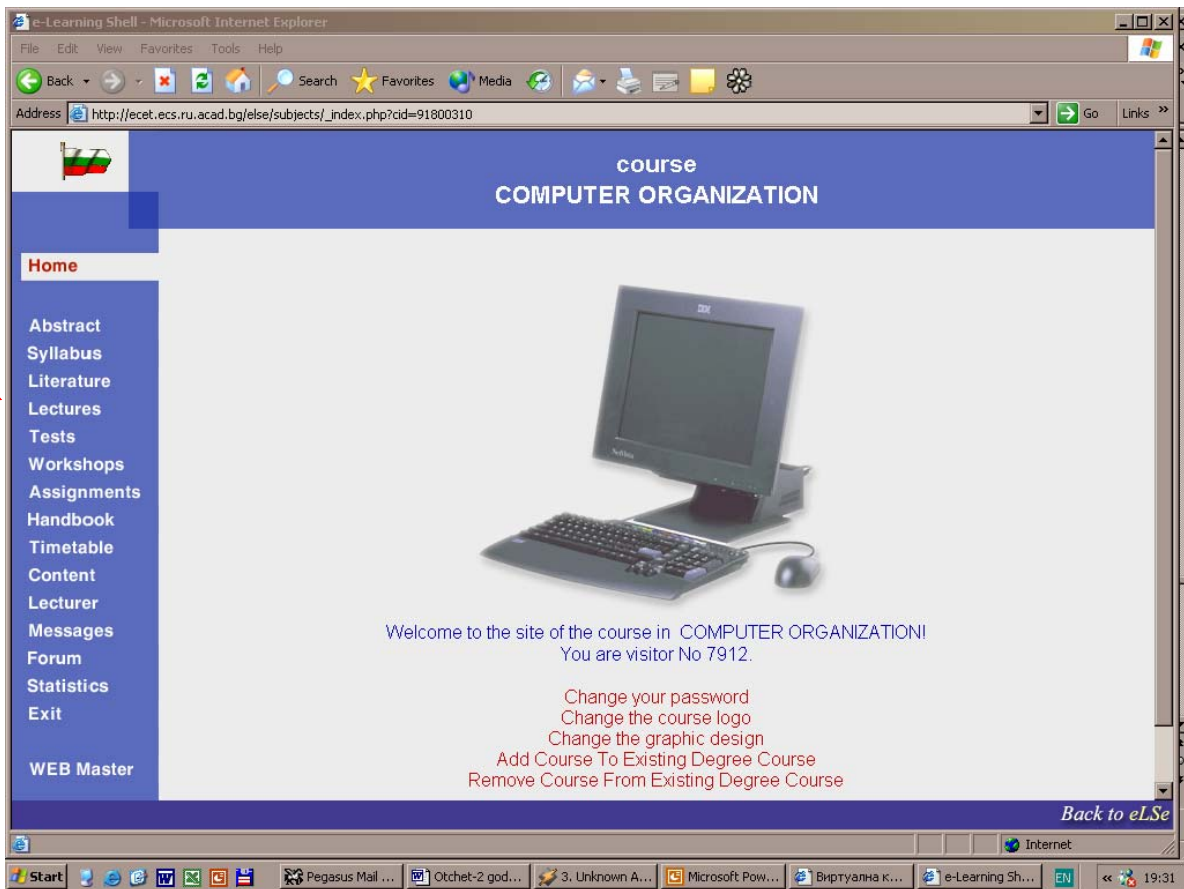 e-Learning Shell - Microsoft Internet Explorer
File Edit View Favorites Tools Help
Back Search Favorites Media
Address http://ecet.ecs.ru.acad.bg/else/subjects/_index.php?cid=91800310 Go Links »
course
COMPUTER ORGANIZATION
Home
Abstract
Syllabus
Literature
Lectures
Tests
Workshops
Assignments
Handbook
Timetable
Content
Lecturer
Messages
Forum
Statistics
Exit
WEB Master
IBM
NetVista
Welcome to the site of the course in COMPUTER ORGANIZATION!
You are visitor No 7912.
Change your password
Change the course logo
Change the graphic design
Add Course To Existing Degree Course
Remove Course From Existing Degree Course
Back to eLSe
Internet
Start Pegasus Mail ... Otchet-2 god... 3. Unknown A... Microsoft Pow... Виртуална к... e-Learning Sh... EN « 19:31